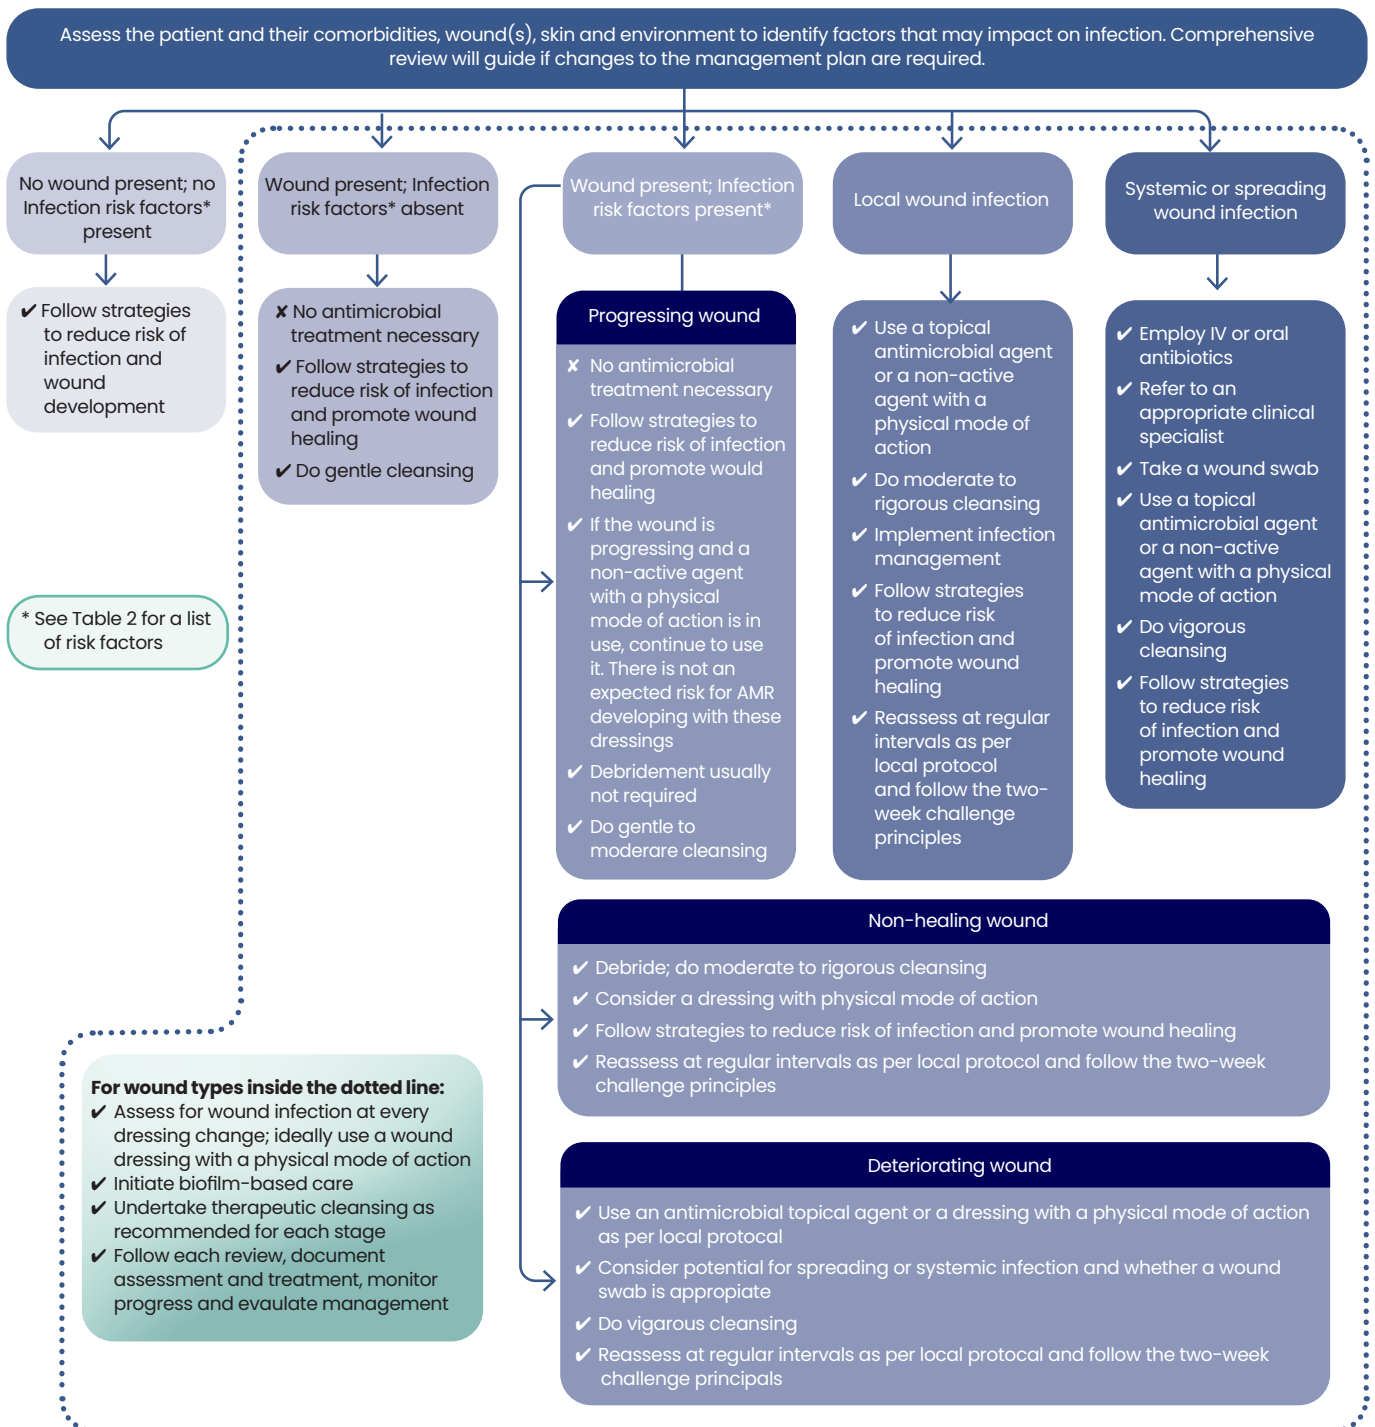 Assess the patient and their comorbidities, wound(s), skin and environment to identify factors that may impact on infection. Comprehensive
review will guide if changes to the management plan are required.
No wound present; no
Infection risk factors*
present
✔ Follow strategies
to reduce risk of
infection and
wound
development
* See Table 2 for a list
of risk factors
Wound present; Infection
risk factors* absent
✘ No antimicrobial
treatment necessary
✔ Follow strategies to
reduce risk of infection
and promote wound
healing
✔ Do gentle cleansing
Wound present; Infection
risk factors present*
Progressing wound
✘ No antimicrobial
treatment necessary
✔ Follow strategies to
reduce risk of infection
and promote would
healing
✔ If the wound is
progressing and a
non-active agent
with a physical
mode of action is in
use, continue to use
it. There is not an
expected risk for AMR
developing with these
dressings
✔ Debridement usually
not required
✔ Do gentle to
moderare cleansing
Local wound infection
✔ Use a topical
antimicrobial agent
or a non-active
agent with a
physical mode of
action
✔ Do moderate to
rigorous cleansing
✔ Implement infection
management
✔ Follow strategies
to reduce risk
of infection and
promote wound
healing
✔ Reassess at regular
intervals as per
local protocol
and follow the two-
week challenge
principles
Systemic or spreading
wound infection
✔ Employ IV or oral
antibiotics
✔ Refer to an
appropriate clinical
specialist
✔ Take a wound swab
✔ Use a topical
antimicrobial agent
or a non-active
agent with a physical
mode of action
✔ Do vigorous
cleansing
✔ Follow strategies
to reduce risk
of infection and
promote wound
healing
Non-healing wound
✔ Debride; do moderate to rigorous cleansing
✔ Consider a dressing with physical mode of action
✔ Follow strategies to reduce risk of infection and promote wound healing
✔ Reassess at regular intervals as per local protocol and follow the two-week
challenge principles
Deteriorating wound
✔ Use an antimicrobial topical agent or a dressing with a physical mode of action
as per local protocal
✔ Consider potential for spreading or systemic infection and whether a wound
swab is appropiate
✔ Do vigarous cleansing
✔ Reassess at regular intervals as per local protocal and follow the two-week
challenge principals
For wound types inside the dotted line:
✔ Assess for wound infection at every
dressing change; ideally use a wound
dressing with a physical mode of action
✔ Initiate biofilm-based care
✔ Undertake therapeutic cleansing as
recommended for each stage
✔ Follow each review, document
assessment and treatment, monitor
progress and evaulate management